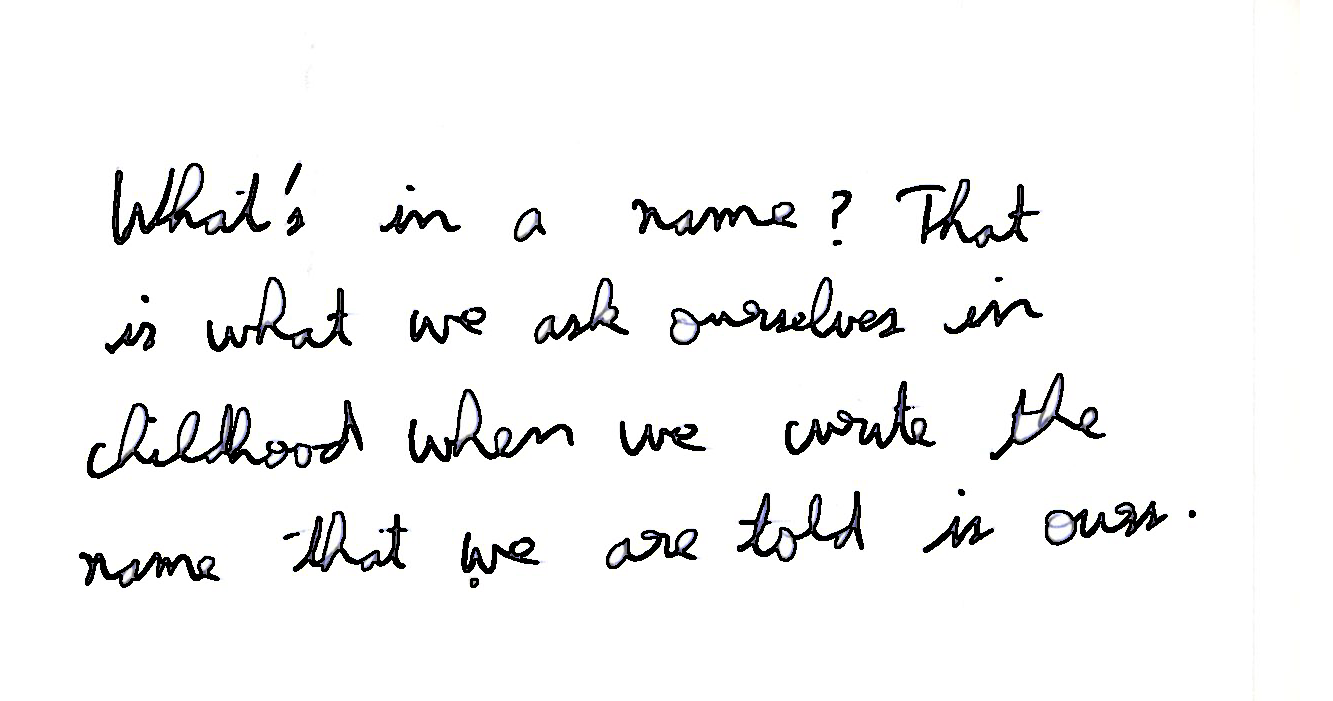 What's in a name? That
is what we ask ourselves in
childhood when we write the
name that we are told is ours.